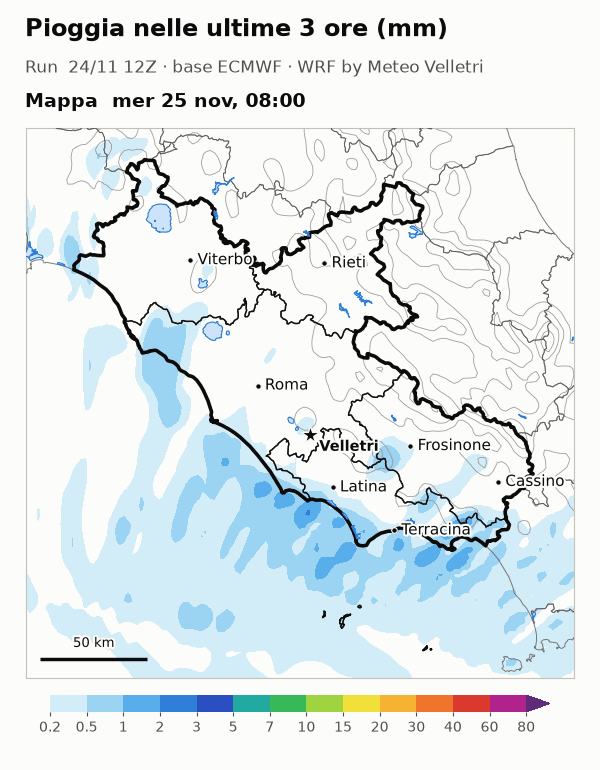 Pioggia nelle ultime 3 ore (mm)
Run  24/11 12Z · base ECMWF · WRF by Meteo Velletri
Mappa  mer 25 nov, 08:00
Viterbo
Rieti
Roma
Velletri
Frosinone
Cassino
Latina
Terracina
50 km
0.2 0.5 1 2 3 5 7 10 15 20 30 40 60 80